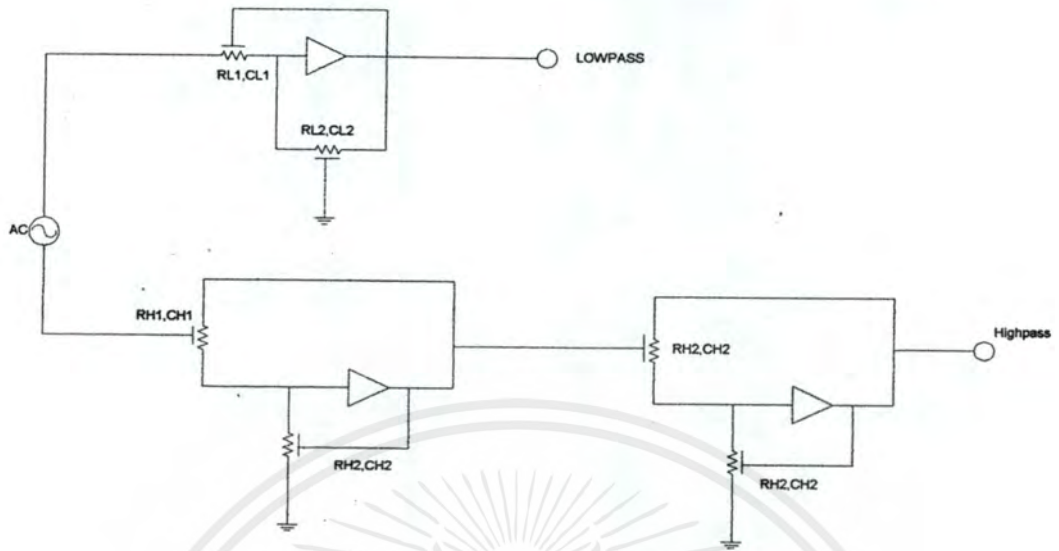 LOWPASS
RL1,CL1
RL2,CL2
AC
RH1,CH1
RH2,CH2
Highpass
RH2,CH2
RH2,CH2